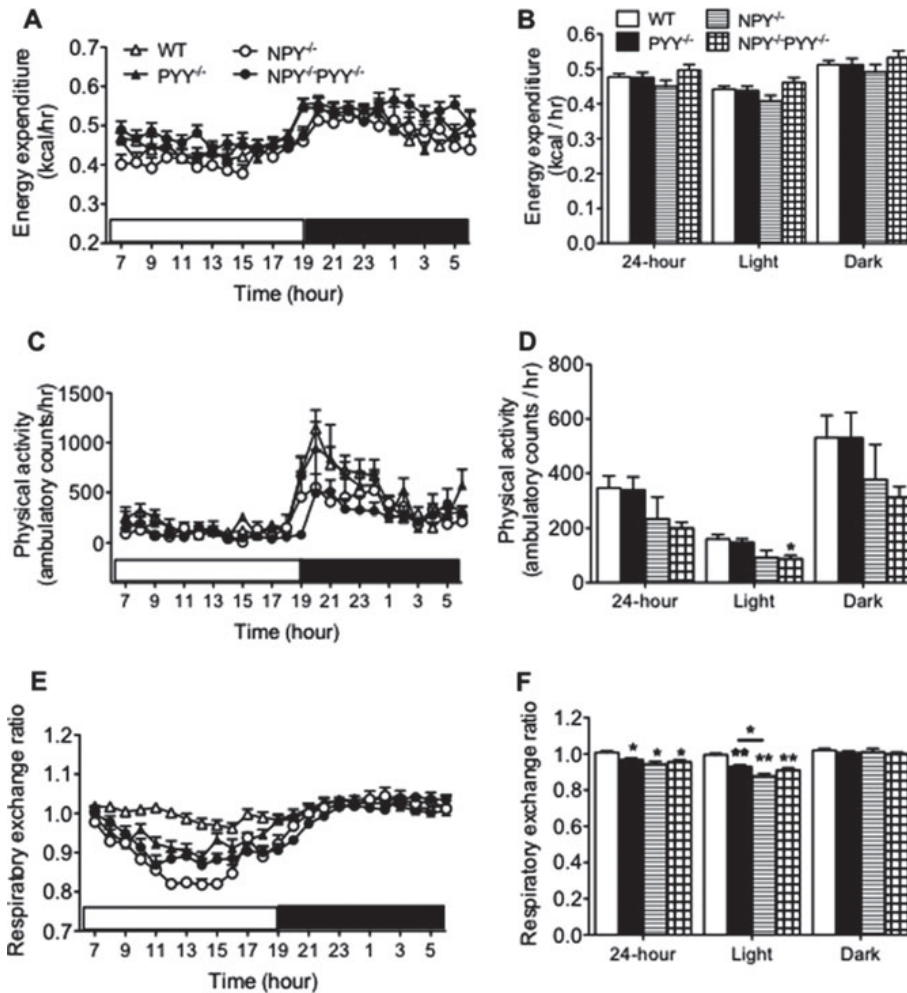 A
WT
NPY-/-
PYY-/-
NPY-/-PYY-/-
Energy expenditure
(kcal/hr)
0.7
0.6
0.5
0.4
0.3
0.2
7 9 11 13 15 17 19 21 23 1 3 5
Time (hour)
B
WT
NPY-/-
PYY-/-
NPY-/-PYY-/-
Energy expenditiure
(kcal / hr)
0.6
0.5
0.4
0.3
0.2
0.1
0.0
24-hour Light Dark
C
Physical activity
(ambulatory counts/hr)
1500
1000
500
0
7 9 11 13 15 17 19 21 23 1 3 5
Time (hour)
D
Physical activity
(ambulatory counts / hr)
800
600
400
200
0
*
24-hour Light Dark
E
Respiratory exchange ratio
1.1
1.0
0.9
0.8
0.7
7 9 11 13 15 17 19 21 23 1 3 5
Time (hour)
F
Respiratory exchange ratio
1.2
1.0
0.8
0.6
0.4
0.2
0.0
*
* * * ** ** **
24-hour Light Dark